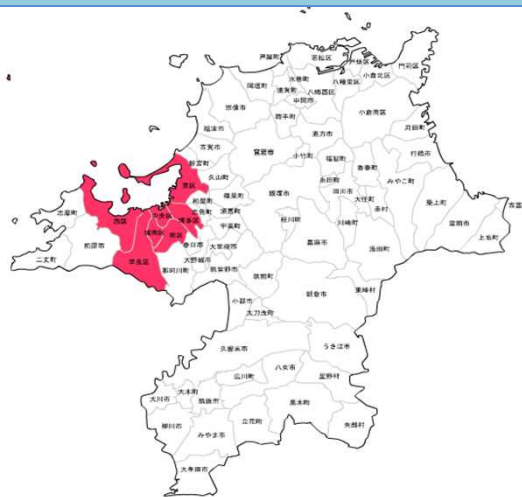 芦屋町
若松区
戸畑区
門司区
岡垣町
水巻町
遠賀町
八幡東区
小倉北区
八幡西区
中間市
宗像市
鞍手町
小倉南区
福津市
直方市
苅田町
古賀市
宮若市
新宮町
小竹町
福智町
香春町
行橋市
久山町
東区
糸田町
田川市
みやこ町
篠栗町
飯塚市
大任町
粕屋町
志免町
須恵町
赤村
築上町
吉富町
志摩町
西区
中央区
博多区
宇美町
桂川町
川崎町
豊前市
城南区
南区
春日市
大宰府市
嘉麻市
添田町
上毛町
前原市
二丈町
早良区
大野城市
那珂川町
筑紫野市
筑前町
朝倉市
東峰村
小郡市
大刀洗町
久留米市
うきは市
八女市
広川町
星野村
大木町
大川市
筑後市
黒木町
柳川市
立花町
矢部村
みやま市
大牟田市